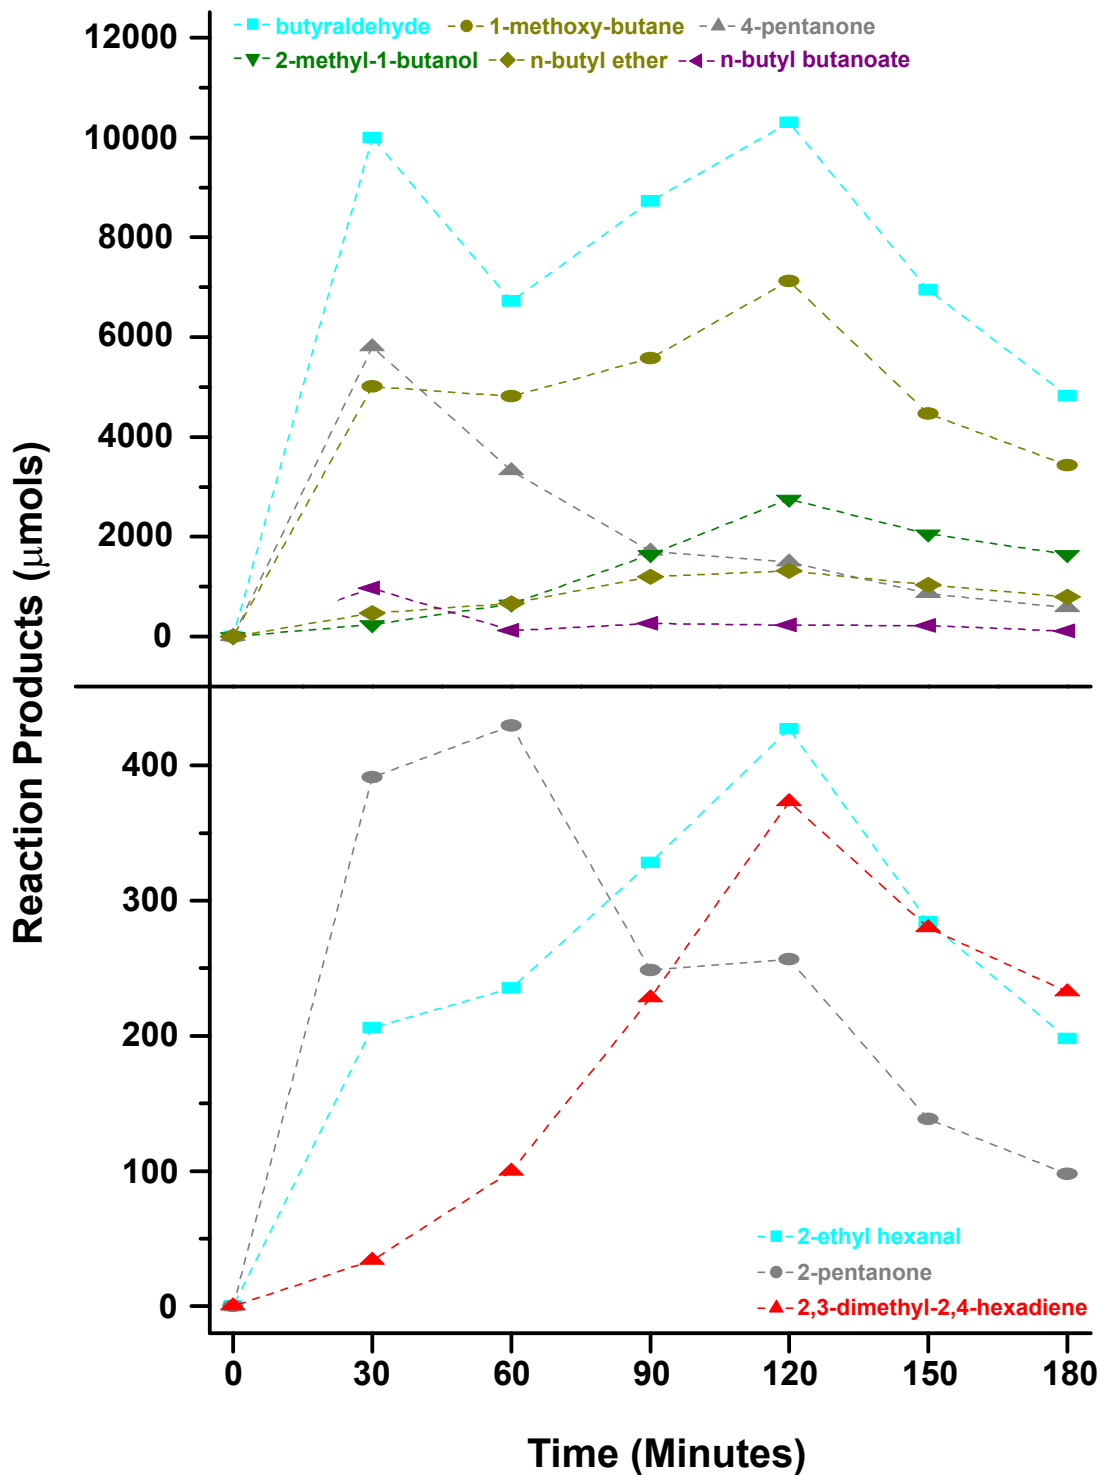 butyraldehyde 1-methoxy-butane 4-pentanone
2-methyl-1-butanol n-butyl ether n-butyl butanoate
12000
10000
8000
6000
4000
2000
0
Reaction Products (μmols)
400
300
200
100
0
2-ethyl hexanal
2-pentanone
2,3-dimethyl-2,4-hexadiene
0 30 60 90 120 150 180
Time (Minutes)